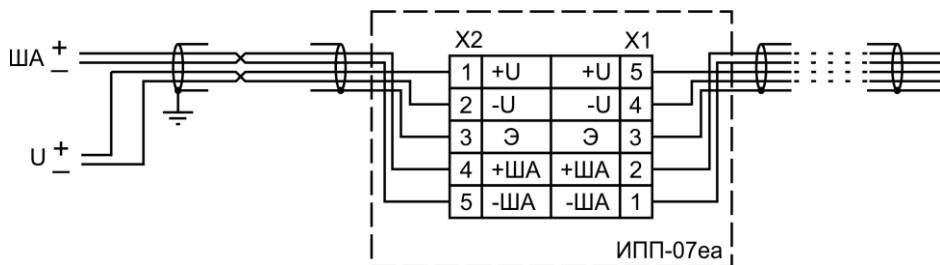 X2 X1
ША + −
1 +U +U 5
2 -U -U 4
3 Э Э 3
U + −
4 +ША +ША 2
5 -ША -ША 1
ИПП-07еа